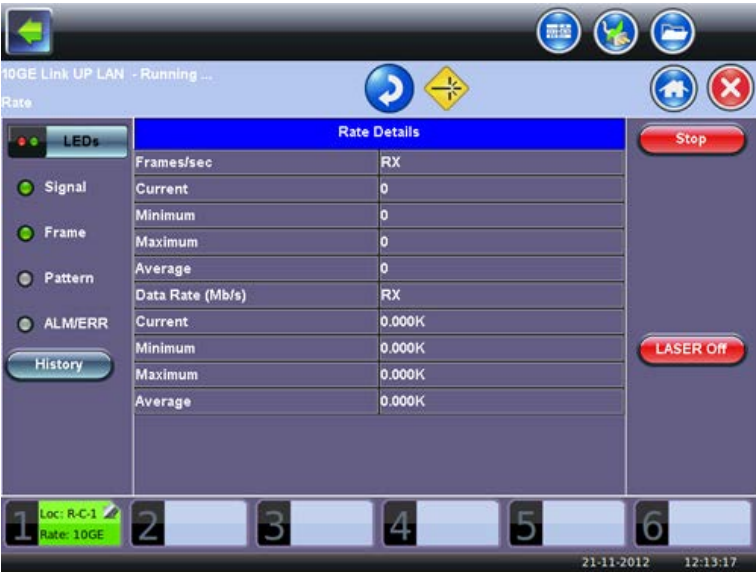 10GE Link UP LAN - Running ...
Rate
LEDs
Signal
Frame
Pattern
ALM/ERR
History
Rate Details
Frames/sec RX
Current 0
Minimum 0
Maximum 0
Average 0
Data Rate (Mb/s) RX
Current 0.000K
Minimum 0.000K
Maximum 0.000K
Average 0.000K
Stop
LASER Off
1 Loc: R-C-1
Rate: 10GE
2
3
4
5
6
21-11-2012 12:13:17